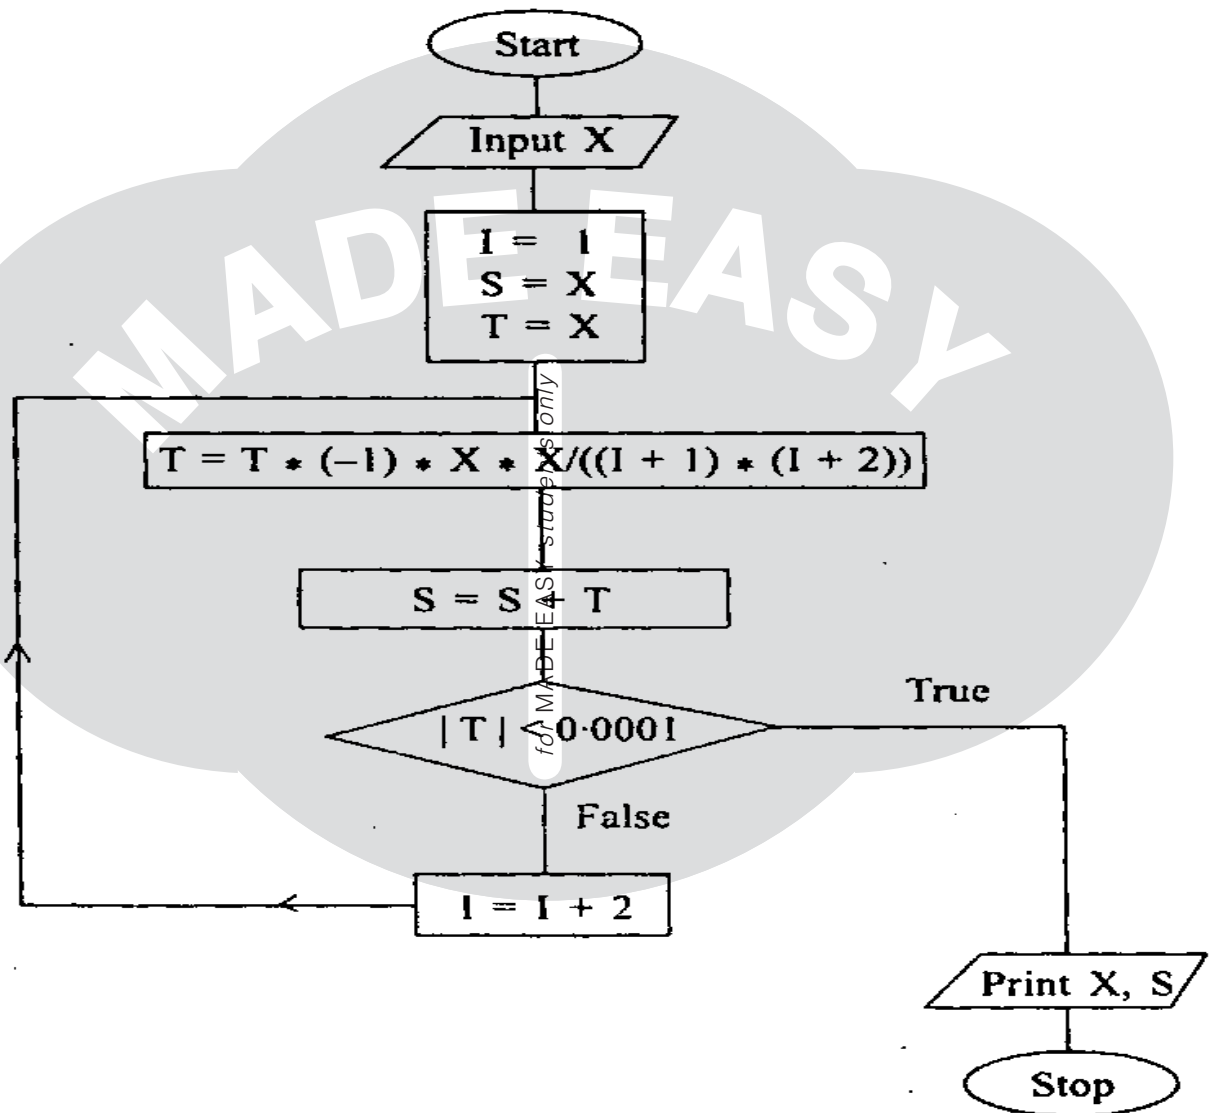 Start
Input X
I = 1
S = X
T = X
T = T * (–1) * X * X/((I + 1) * (I + 2))
S = S + T
| T | < 0·0001
True
False
I = I + 2
Print X, S
Stop
MADE EASY
for MADE EASY students only